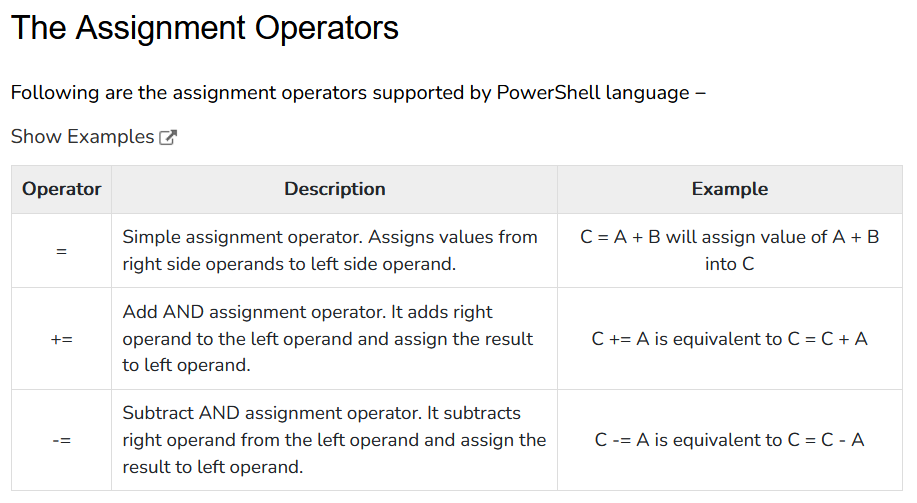 The Assignment Operators
Following are the assignment operators supported by PowerShell language −
Show Examples
Operator Description Example
= Simple assignment operator. Assigns values from C = A + B will assign value of A + B
right side operands to left side operand. into C
Add AND assignment operator. It adds right
+= operand to the left operand and assign the result C += A is equivalent to C = C + A
to left operand.
Subtract AND assignment operator. It subtracts
-= right operand from the left operand and assign the C -= A is equivalent to C = C - A
result to left operand.